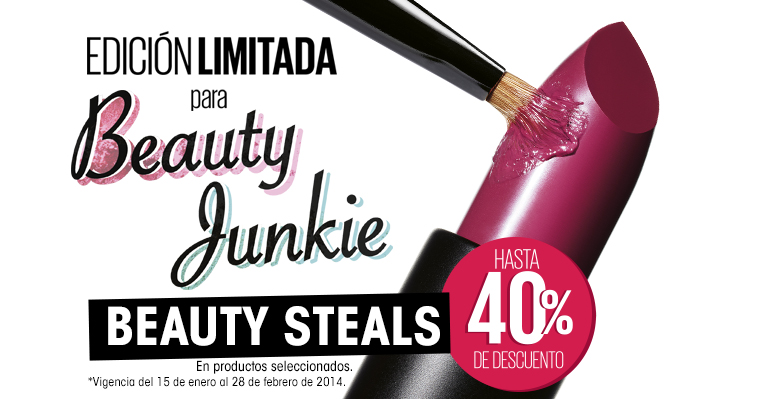 EDICIÓN LIMITADA
para
Beauty
Junkie
BEAUTY STEALS
HASTA
40%
DE DESCUENTO
En productos seleccionados.
*Vigencia del 15 de enero al 28 de febrero de 2014.